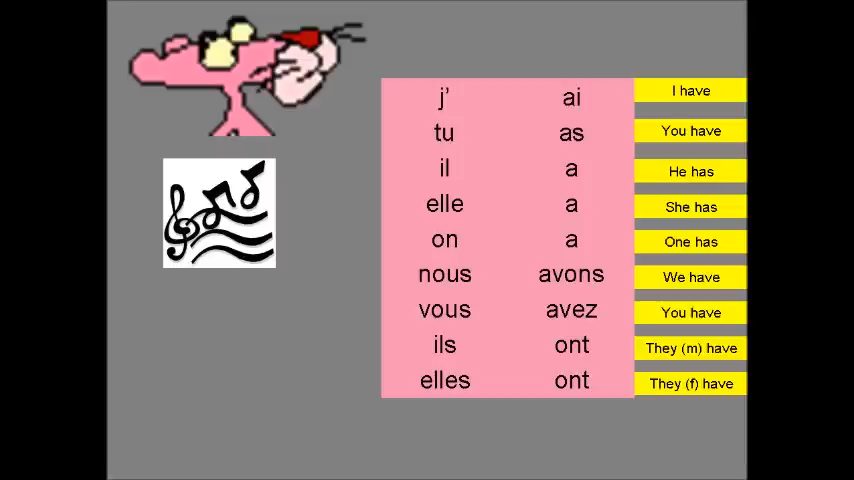 j' ai I have
tu as You have
il a He has
elle a She has
on a One has
nous avons We have
vous avez You have
ils ont They (m) have
elles ont They (f) have